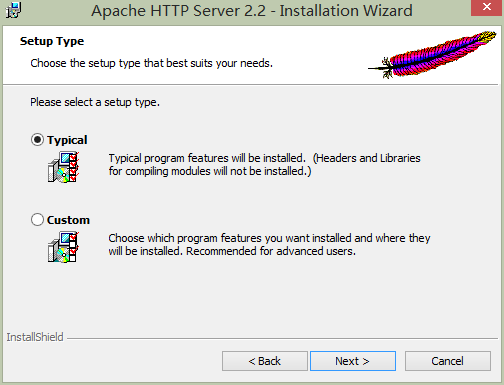 Apache HTTP Server 2.2 - Installation Wizard
Setup Type
Choose the setup type that best suits your needs.
Please select a setup type.
Typical
Typical program features will be installed. (Headers and Libraries
for compiling modules will not be installed.)
Custom
Choose which program features you want installed and where they
will be installed. Recommended for advanced users.
InstallShield
< Back
Next >
Cancel